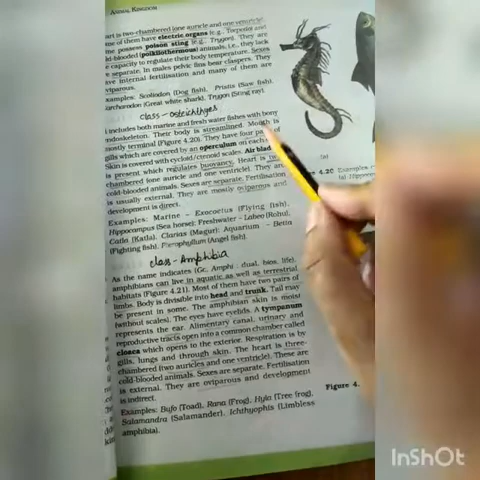 ANIMAL KINGDOM
art is two-chambered (one auricle and one ventricle).
me of them have electric organs (e.g., Torpedo) and
me possess poison sting (e.g., Trygon). They are
ld-blooded (poikilothermous) animals, i.e., they lack
e capacity to regulate their body temperature. Sexes
e separate. In males pelvic fins bear claspers. They
ve internal fertilisation and many of them are
viviparous.
xamples: Scoliodon (Dog fish), Pristis (Saw fish),
Carcharodon (Great white shark), Trygon (Sting ray).
class - osteichthyes
t includes both marine and fresh water fishes with bony
endoskeleton. Their body is streamlined. Mouth is
mostly terminal (Figure 4.20). They have four pairs of
gills which are covered by an operculum on each
Skin is covered with cycloid/ctenoid scales. Air blad
is present which regulates buoyancy. Heart is
chambered (one auricle and one ventricle). They are
cold-blooded animals. Sexes are separate. Fertilisation
is usually external. They are mostly oviparous and
development is direct.
Examples: Marine – Exocoetus (Flying fish),
Hippocampus (Sea horse); Freshwater – Labeo (Rohu),
Catla (Katla), Clarias (Magur); Aquarium – Betta
(Fighting fish), Pterophyllum (Angel fish).
class - Amphibia
As the name indicates (Gr., Amphi : dual, bios, life),
amphibians can live in aquatic as well as terrestrial
habitats (Figure 4.21). Most of them have two pairs of
limbs. Body is divisible into head and trunk. Tail may
be present in some. The amphibian skin is moist
(without scales). The eyes have eyelids. A tympanum
represents the ear. Alimentary canal, urinary and
reproductive tracts open into a common chamber called
cloaca which opens to the exterior. Respiration is by
gills, lungs and through skin. The heart is three-
chambered (two auricles and one ventricle). These are
cold-blooded animals. Sexes are separate. Fertilisation
is external. They are oviparous and development
is indirect.
Examples: Bufo (Toad), Rana (Frog), Hyla (Tree frog),
Salamandra (Salamander), Ichthyophis (Limbless
amphibia).
(a)
4.20 Examples
Hippoc
Figure 4.
InShOt